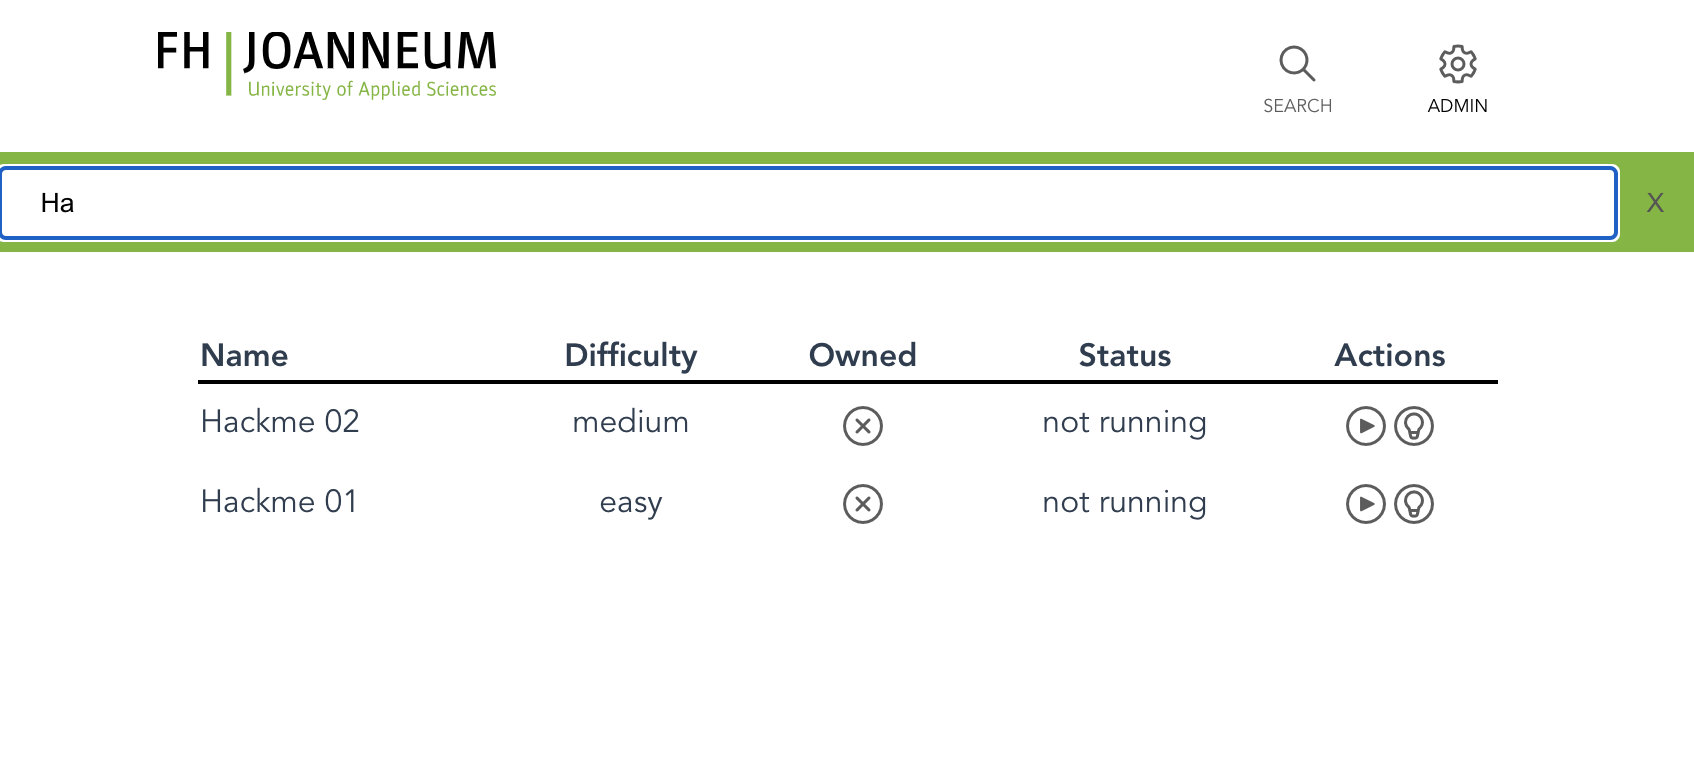 FH JOANNEUM
University of Applied Sciences
SEARCH
ADMIN
Ha
X
Name Difficulty Owned Status Actions
Hackme 02 medium not running
Hackme 01 easy not running